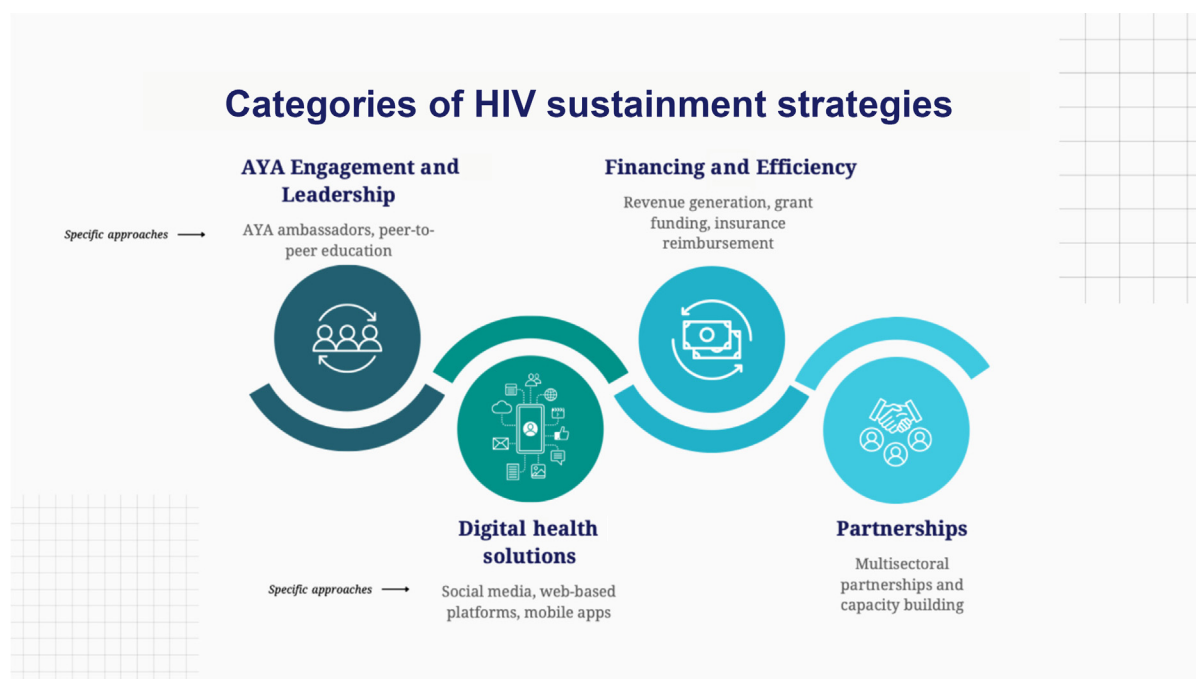 Categories of HIV sustainment strategies
AYA Engagement and
Leadership
Specific approaches
AYA ambassadors, peer-to-
peer education
Financing and Efficiency
Revenue generation, grant
funding, insurance
reimbursement
Digital health
solutions
Specific approaches
Social media, web-based
platforms, mobile apps
Partnerships
Multisectoral
partnerships and
capacity building